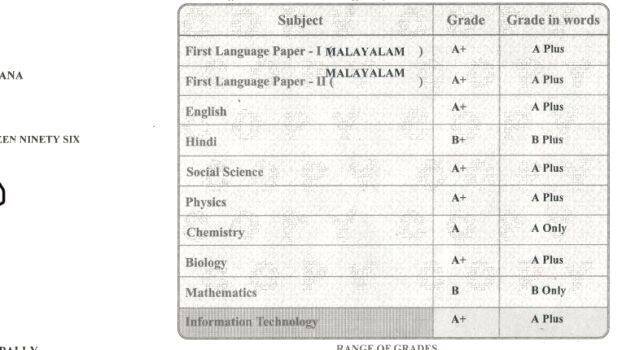 Subject Grade Grade in words
First Language Paper - I MALAYALAM ) A+ A Plus
First Language Paper - II ( MALAYALAM ) A+ A Plus
ANA
English A+ A Plus
EEN NINETY SIX
Hindi B+ B Plus
Social Science A+ A Plus
Physics A+ A Plus
Chemistry A A Only
Biology A+ A Plus
Mathematics B B Only
Information Technology A+ A Plus
RANGE OF GRADES